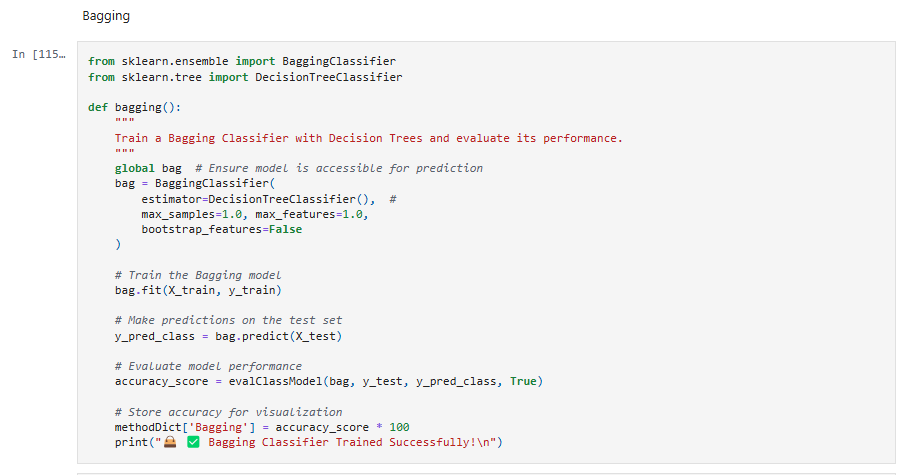 Bagging
In [115…
from sklearn.ensemble import BaggingClassifier
from sklearn.tree import DecisionTreeClassifier
def bagging():
    """
    Train a Bagging Classifier with Decision Trees and evaluate its performance.
    """
    global bag  # Ensure model is accessible for prediction
    bag = BaggingClassifier(
        estimator=DecisionTreeClassifier(),  #
        max_samples=1.0, max_features=1.0,
        bootstrap_features=False
    )
    # Train the Bagging model
    bag.fit(X_train, y_train)
    # Make predictions on the test set
    y_pred_class = bag.predict(X_test)
    # Evaluate model performance
    accuracy_score = evalClassModel(bag, y_test, y_pred_class, True)
    # Store accuracy for visualization
    methodDict['Bagging'] = accuracy_score * 100
    print("👜 ✅ Bagging Classifier Trained Successfully!\n")